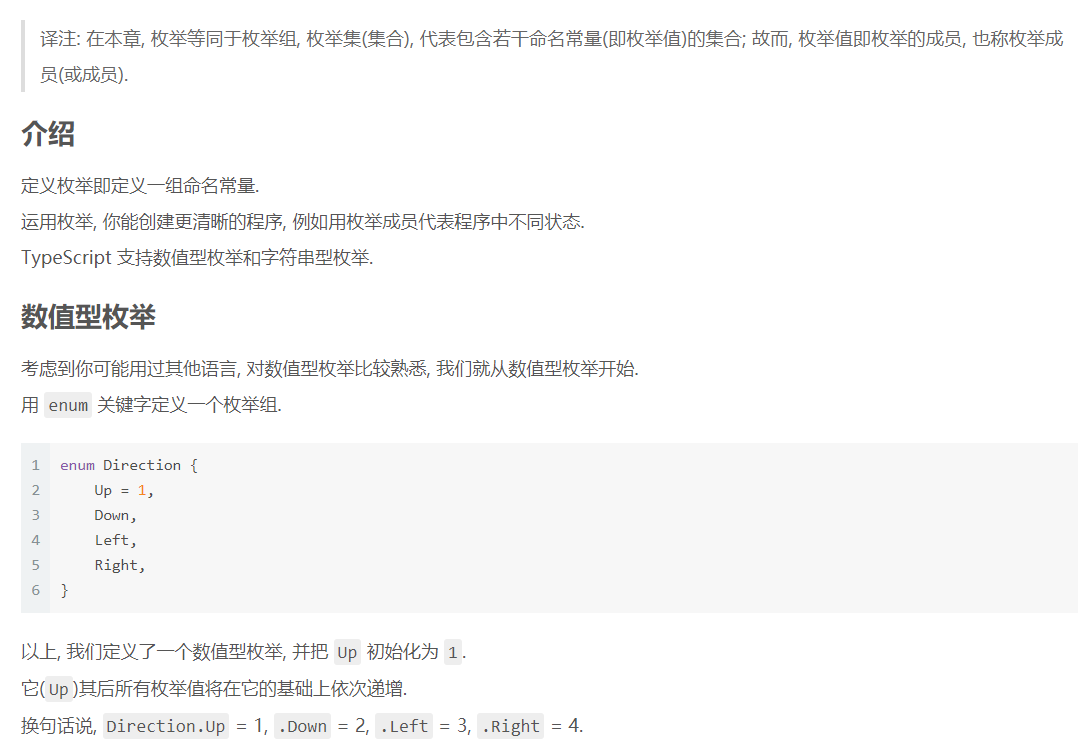 译注: 在本章, 枚举等同于枚举组, 枚举集(集合), 代表包含若干命名常量(即枚举值)的集合; 故而, 枚举值即枚举的成员, 也称枚举成
员(或成员).
介绍
定义枚举即定义一组命名常量.
运用枚举, 你能创建更清晰的程序, 例如用枚举成员代表程序中不同状态.
TypeScript 支持数值型枚举和字符串型枚举.
数值型枚举
考虑到你可能用过其他语言, 对数值型枚举比较熟悉, 我们就从数值型枚举开始.
用 enum 关键字定义一个枚举组.
1 enum Direction {
2     Up = 1,
3     Down,
4     Left,
5     Right,
6 }
以上, 我们定义了一个数值型枚举, 并把 Up 初始化为 1.
它(Up)其后所有枚举值将在它的基础上依次递增.
换句话说, Direction.Up = 1, .Down = 2, .Left = 3, .Right = 4.